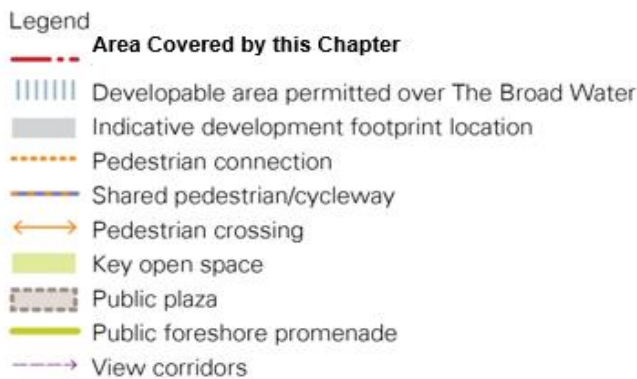 Legend
Area Covered by this Chapter
Developable area permitted over The Broad Water
Indicative development footprint location
Pedestrian connection
Shared pedestrian/cycleway
Pedestrian crossing
Key open space
Public plaza
Public foreshore promenade
View corridors